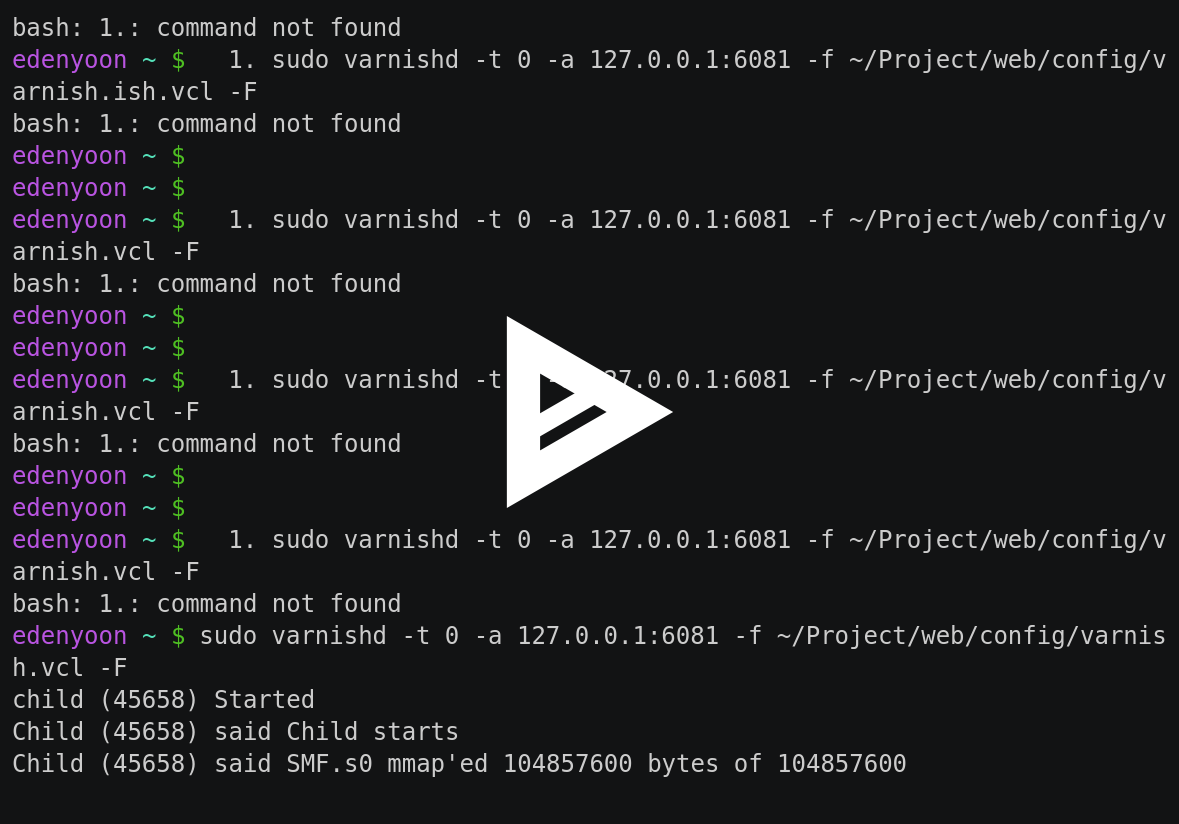 bash: 1.: command not found
edenyoon ~ $   1. sudo varnishd -t 0 -a 127.0.0.1:6081 -f ~/Project/web/config/v
arnish.ish.vcl -F
bash: 1.: command not found
edenyoon ~ $
edenyoon ~ $
edenyoon ~ $   1. sudo varnishd -t 0 -a 127.0.0.1:6081 -f ~/Project/web/config/v
arnish.vcl -F
bash: 1.: command not found
edenyoon ~ $
edenyoon ~ $
edenyoon ~ $   1. sudo varnishd -t 27.0.0.1:6081 -f ~/Project/web/config/v
arnish.vcl -F
bash: 1.: command not found
edenyoon ~ $
edenyoon ~ $
edenyoon ~ $   1. sudo varnishd -t 0 -a 127.0.0.1:6081 -f ~/Project/web/config/v
arnish.vcl -F
bash: 1.: command not found
edenyoon ~ $ sudo varnishd -t 0 -a 127.0.0.1:6081 -f ~/Project/web/config/varnis
h.vcl -F
child (45658) Started
Child (45658) said Child starts
Child (45658) said SMF.s0 mmap'ed 104857600 bytes of 104857600